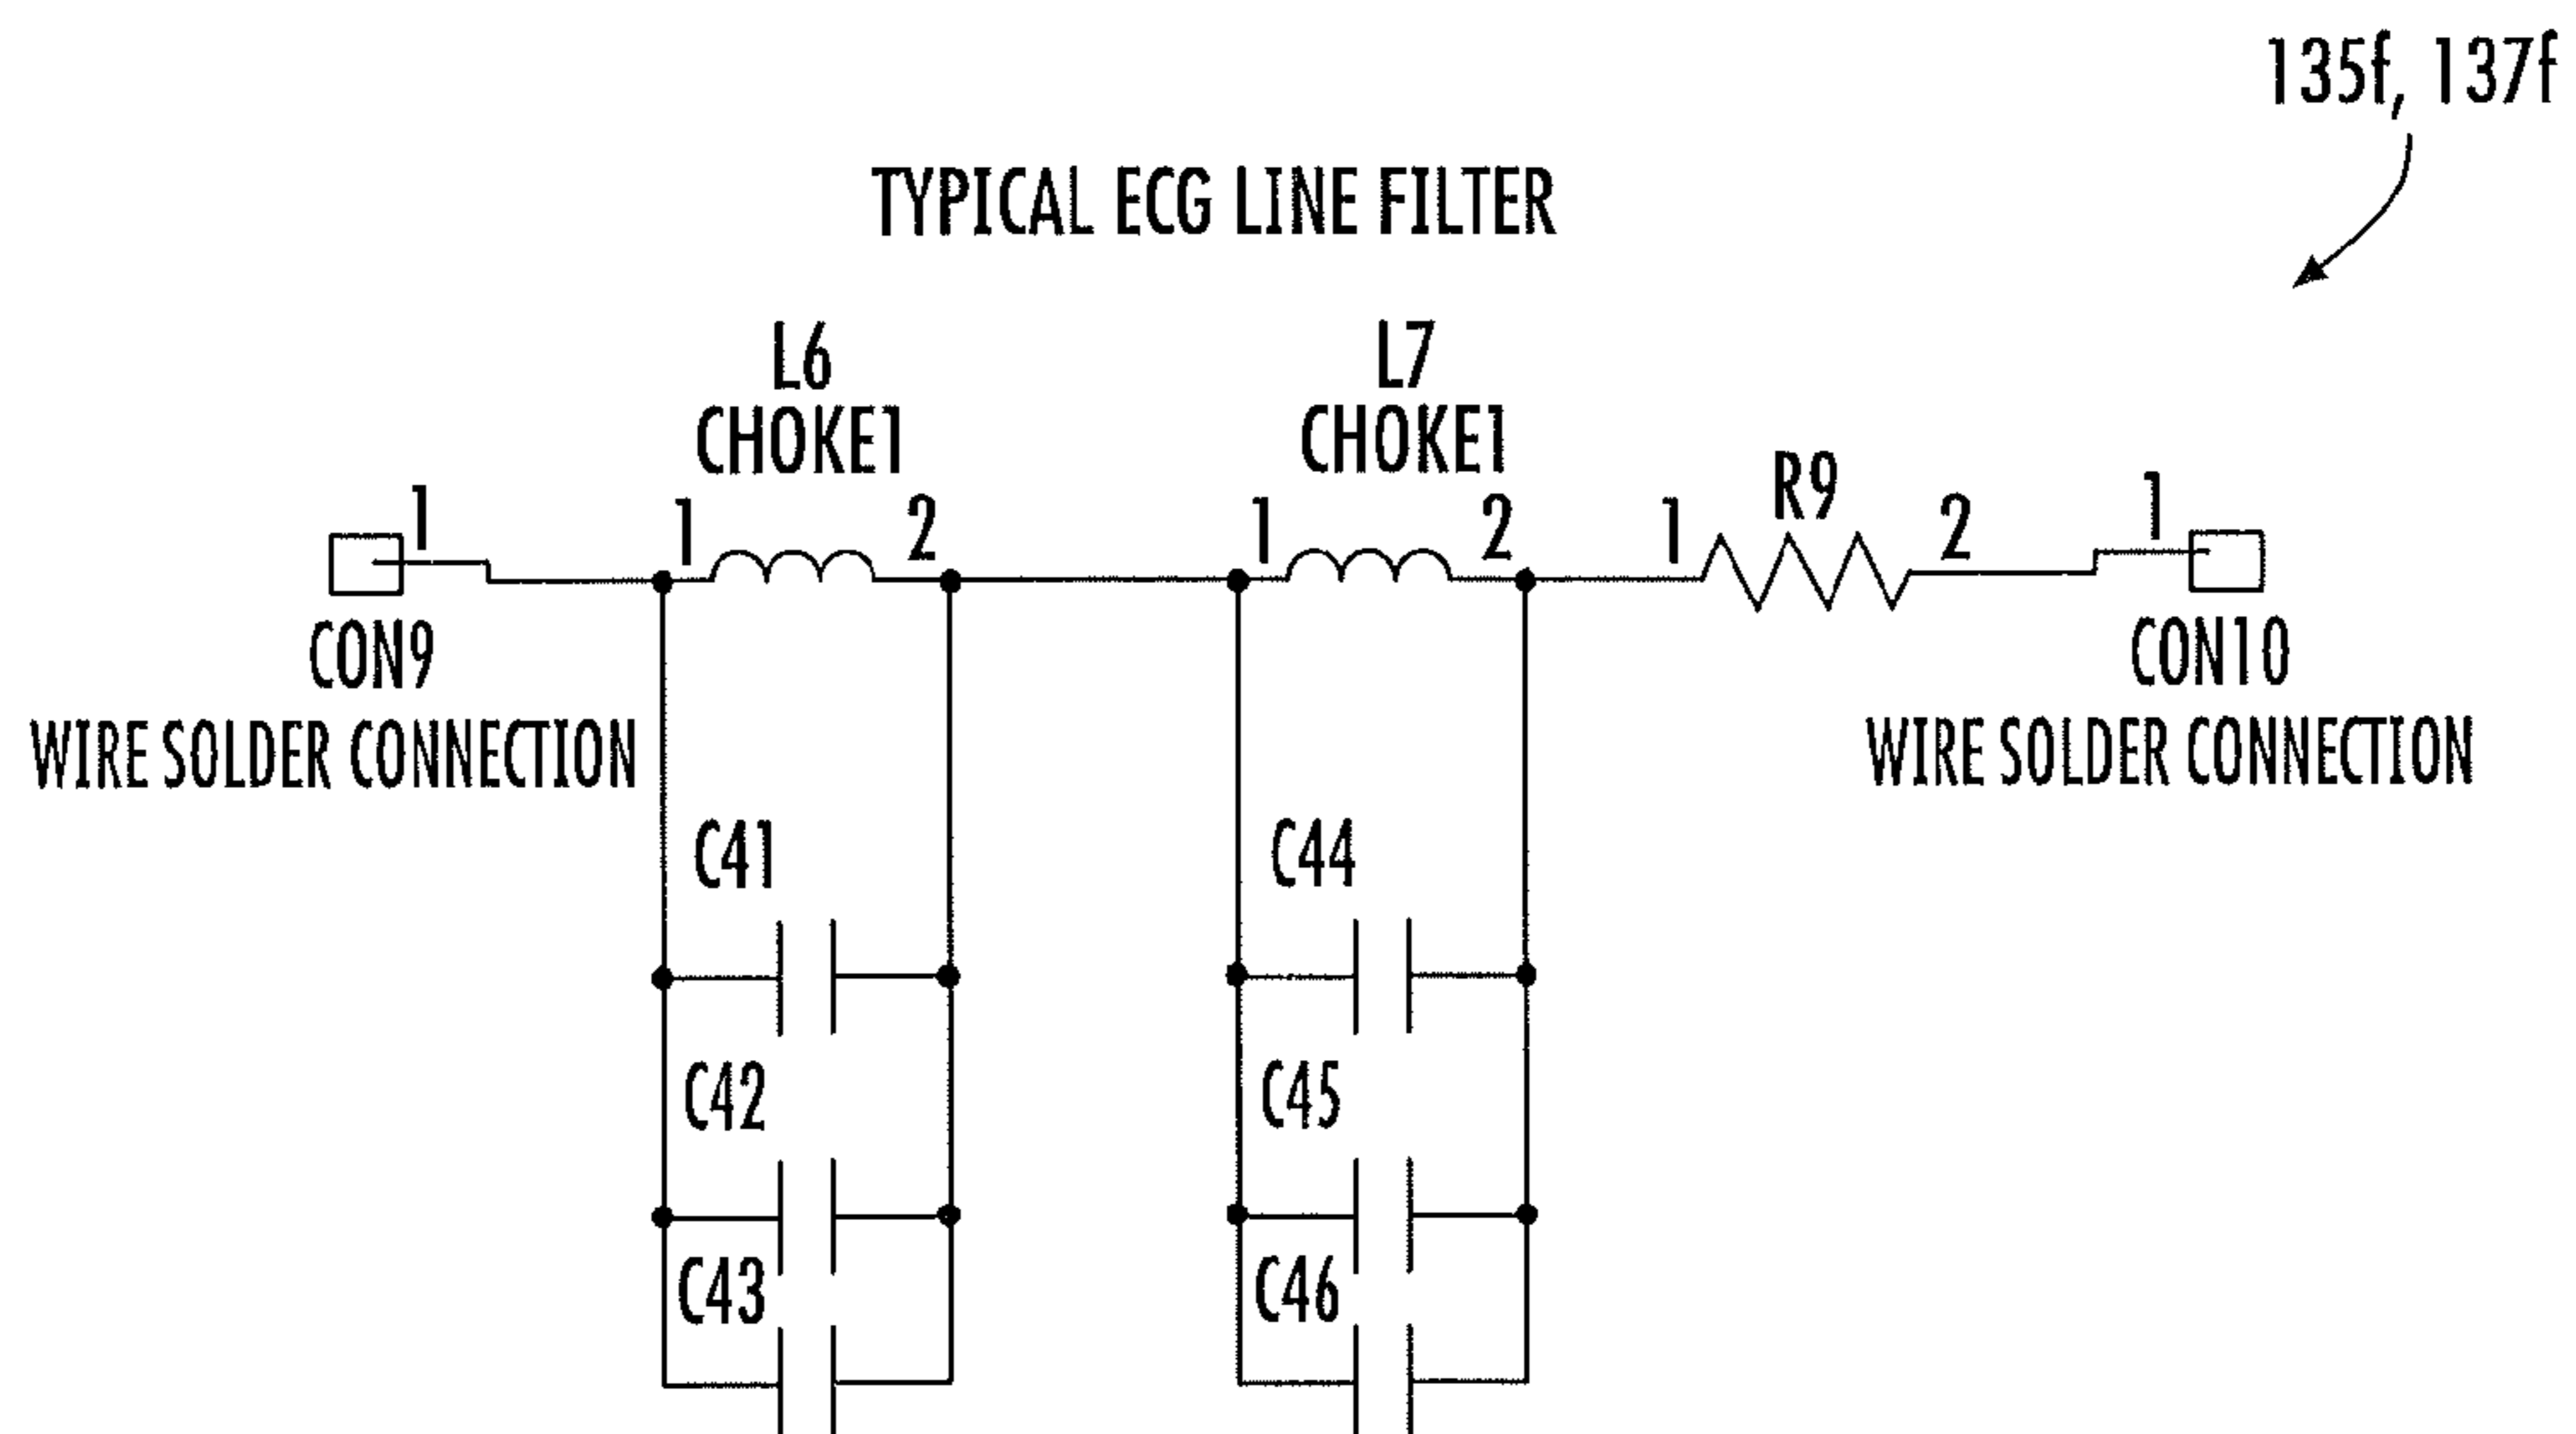 135f, 137f
TYPICAL ECG LINE FILTER
L6
CHOKE1
L7
CHOKE1
1
1
2
1
2
1
R9
2
1
CON9
WIRE SOLDER CONNECTION
CON10
WIRE SOLDER CONNECTION
C41
C44
C42
C45
C43
C46